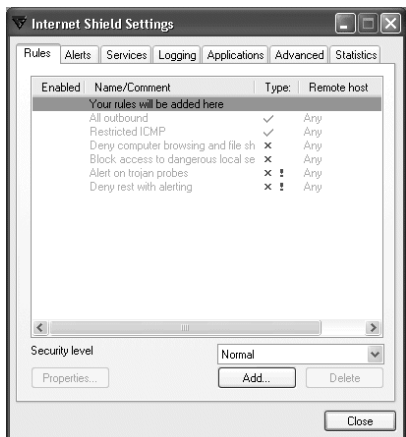 Internet Shield Settings
Rules Alerts Services Logging Applications Advanced Statistics
Enabled Name/Comment Type: Remote host
Your rules will be added here
All outbound Any
Restricted ICMP Any
Deny computer browsing and file sh Any
Block access to dangerous local se Any
Alert on trojan probes ! Any
Deny rest with alerting ! Any
Security level Normal
Properties... Add... Delete
Close